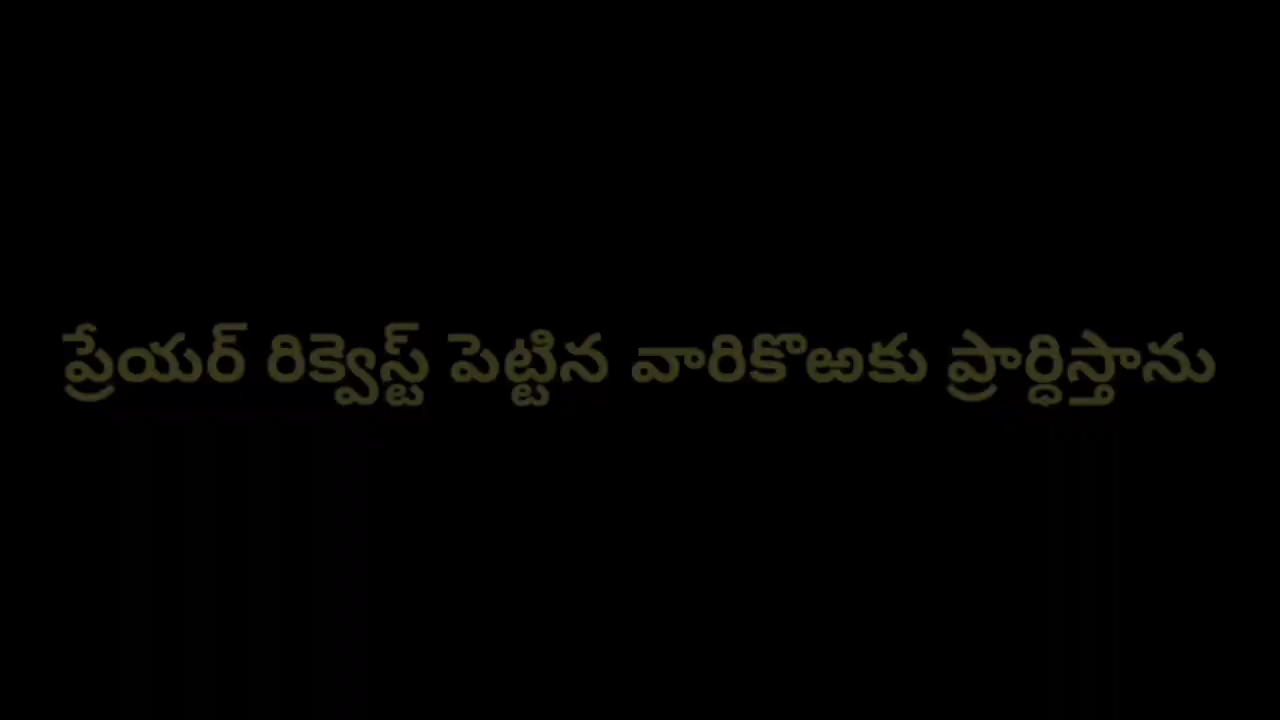 ప్రేయర్ రిక్వెస్ట్ పెట్టిన వారికొఱకు ప్రార్ధిస్తాను